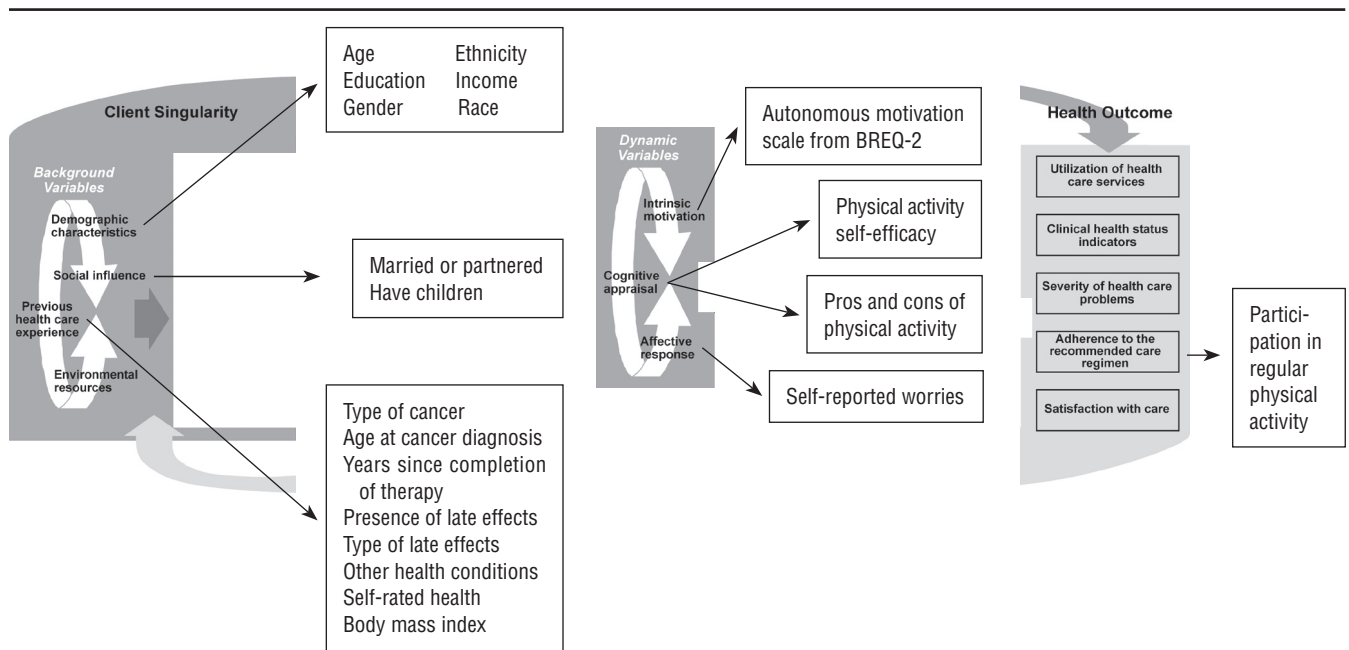 Client Singularity
Background
Variables
Demographic
characteristics
Social influence
Previous
health care
experience
Environmental
resources
Age Ethnicity
Education Income
Gender Race
Married or partnered
Have children
Type of cancer
Age at cancer diagnosis
Years since completion
of therapy
Presence of late effects
Type of late effects
Other health conditions
Self-rated health
Body mass index
Dynamic
Variables
Intrinsic
motivation
Cognitive
appraisal
Affective
response
Autonomous motivation
scale from BREQ-2
Physical activity
self-efficacy
Pros and cons of
physical activity
Self-reported worries
Health Outcome
Utilization of health
care services
Clinical health status
indicators
Severity of health care
problems
Adherence to the
recommended care
regimen
Satisfaction with care
Partici-
pation in
regular
physical
activity